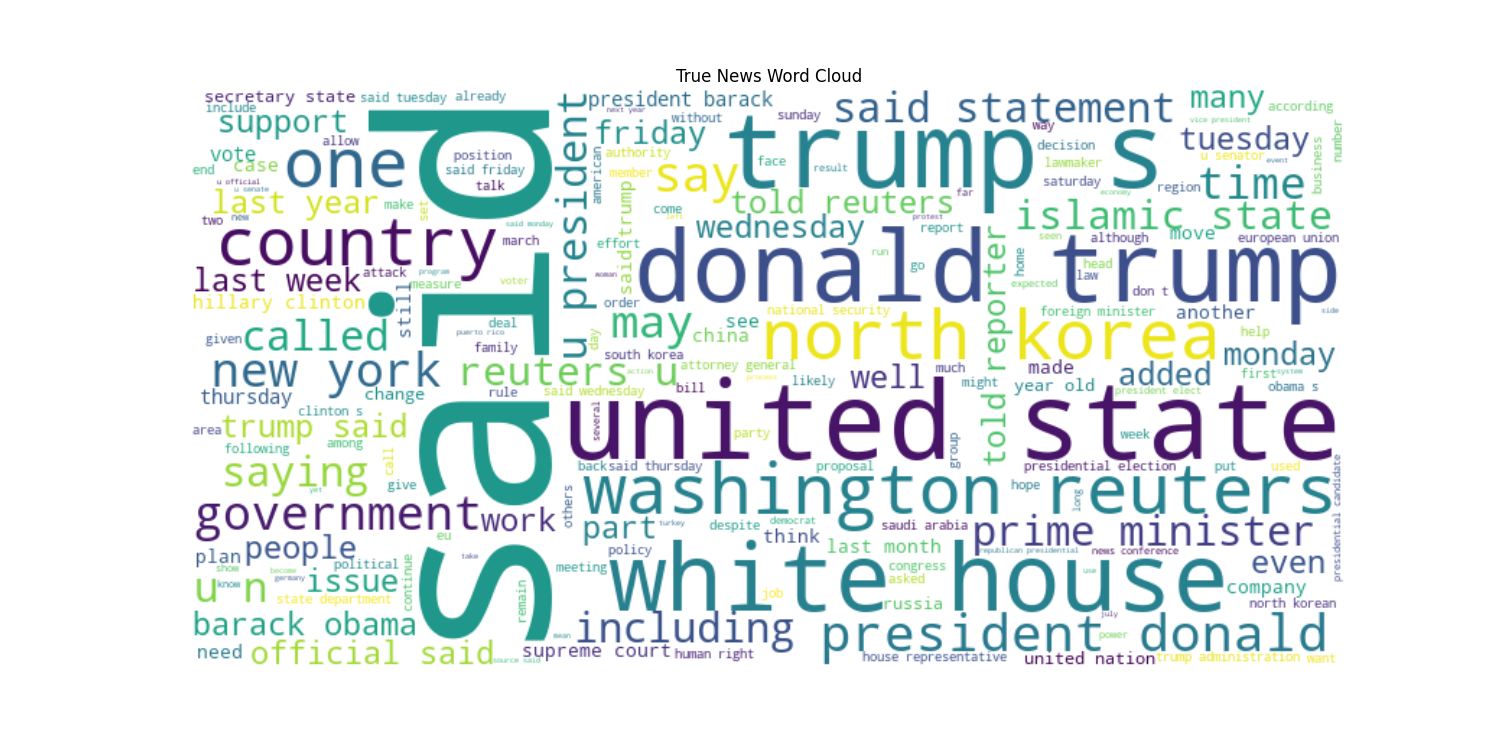 True News Word Cloud
secretary state
said tuesday
already
include
support
allow
vote
case
end
one
position
said friday
talk
u official
u senate
last year
make
set
two
new
said monday
country
march
last week
attack
program
hillary clinton
measure
voter
still
given
called
deal
puerto rico
family
new york
reuters u
action
thursday
change
rule
said wednesday
clinton s
area
trump said
following
among
call
saying
give
yet
government
work
eu
take
plan
people
political
show
know
become
germany
u n
issue
state department
continue
barack obama
need
official said
source said
remain
said
u president
president barack
next year
without
sunday
said statement
many
according
vice president
friday
trump s
way
tuesday
number
business
authority
american
member
say
face
result
decision
lawmaker
u senator
event
saturday
region
time
economy
told reuters
far
come
said trump
wednesday
report
protest
left
islamic state
move
effort
seen
although
european union
run
go
home
head
law
woman
donald trump
expected
don t
order
national security
foreign minister
another
side
may
see
china
north korea
told reporter
help
day
south korea
attorney general
much
made
monday
first
system
process
likely
well
might
year old
added
obama s
bill
president elect
united state
several
party
group
week
back
said thursday
proposal
presidential election
put
used
washington reuters
hope
long
presidential candidate
others
part
turkey
despite
democrat
saudi arabia
prime minister
think
policy
last month
republican presidential
news conference
meeting
congress
asked
even
white house
use
company
job
russia
north korean
july
including
president donald
power
mean
supreme court
human right
house representative
united nation
trump administration
want